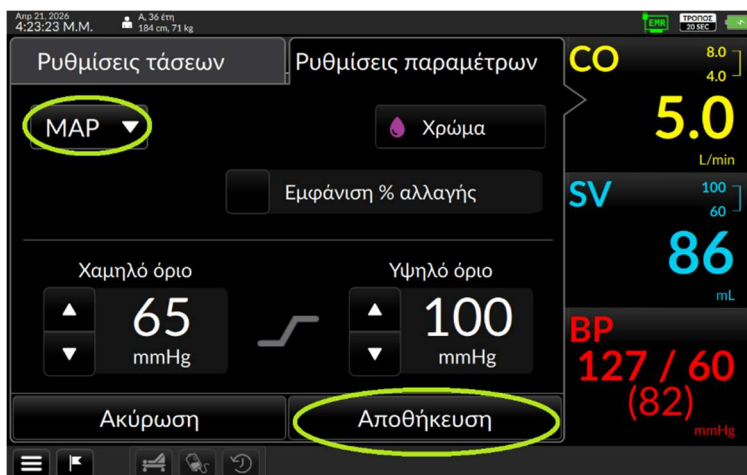 Απρ 21, 2026
4:23:23 Μ.Μ.
Α, 36 έτη
184 cm, 71 kg
EMR
ΤΡΟΠΟΣ
20 SEC
Ρυθμίσεις τάσεων
Ρυθμίσεις παραμέτρων
MAP
Χρώμα
Εμφάνιση % αλλαγής
Χαμηλό όριο
Υψηλό όριο
65
100
mmHg
mmHg
Ακύρωση
Αποθήκευση
CO
8.0
4.0
5.0
L/min
SV
100
60
86
mL
BP
127 / 60
(82)
mmHg